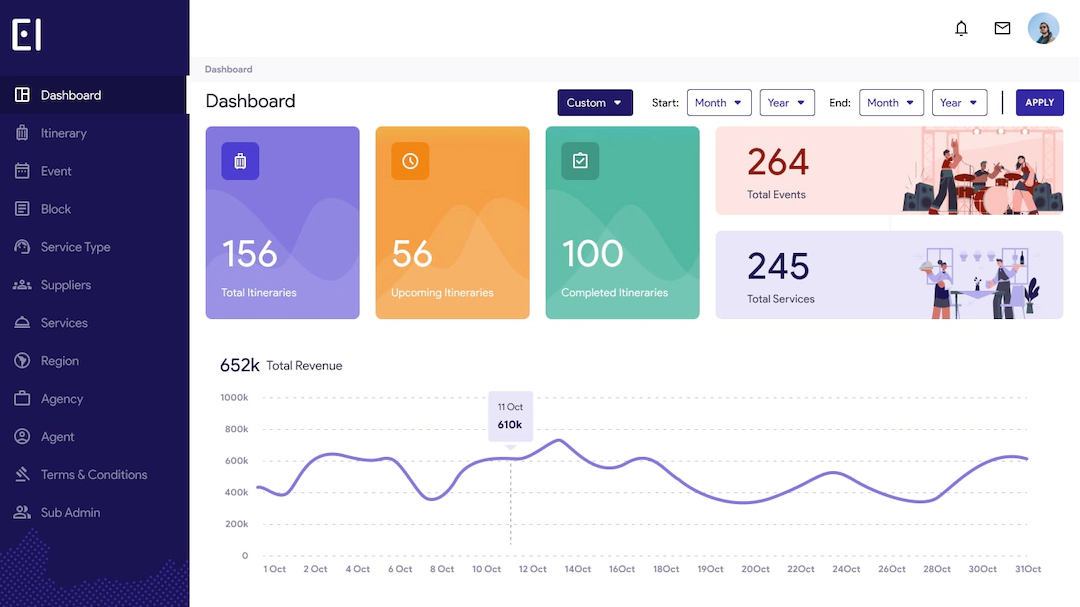 EI
Dashboard
Itinerary
Event
Block
Service Type
Suppliers
Services
Region
Agency
Agent
Terms & Conditions
Sub Admin
Dashboard
Dashboard
Custom
Start:
Month
Year
End:
Month
Year
APPLY
156
Total Itineraries
56
Upcoming Itineraries
100
Completed Itineraries
264
Total Events
245
Total Services
652k Total Revenue
1000k
800k
600k
400k
200k
0
11 Oct
610k
1 Oct 2 Oct 4 Oct 6 Oct 8 Oct 10 Oct 12 Oct 14Oct 16Oct 18Oct 19Oct 20Oct 22Oct 24Oct 26Oct 28Oct 30Oct 31Oct